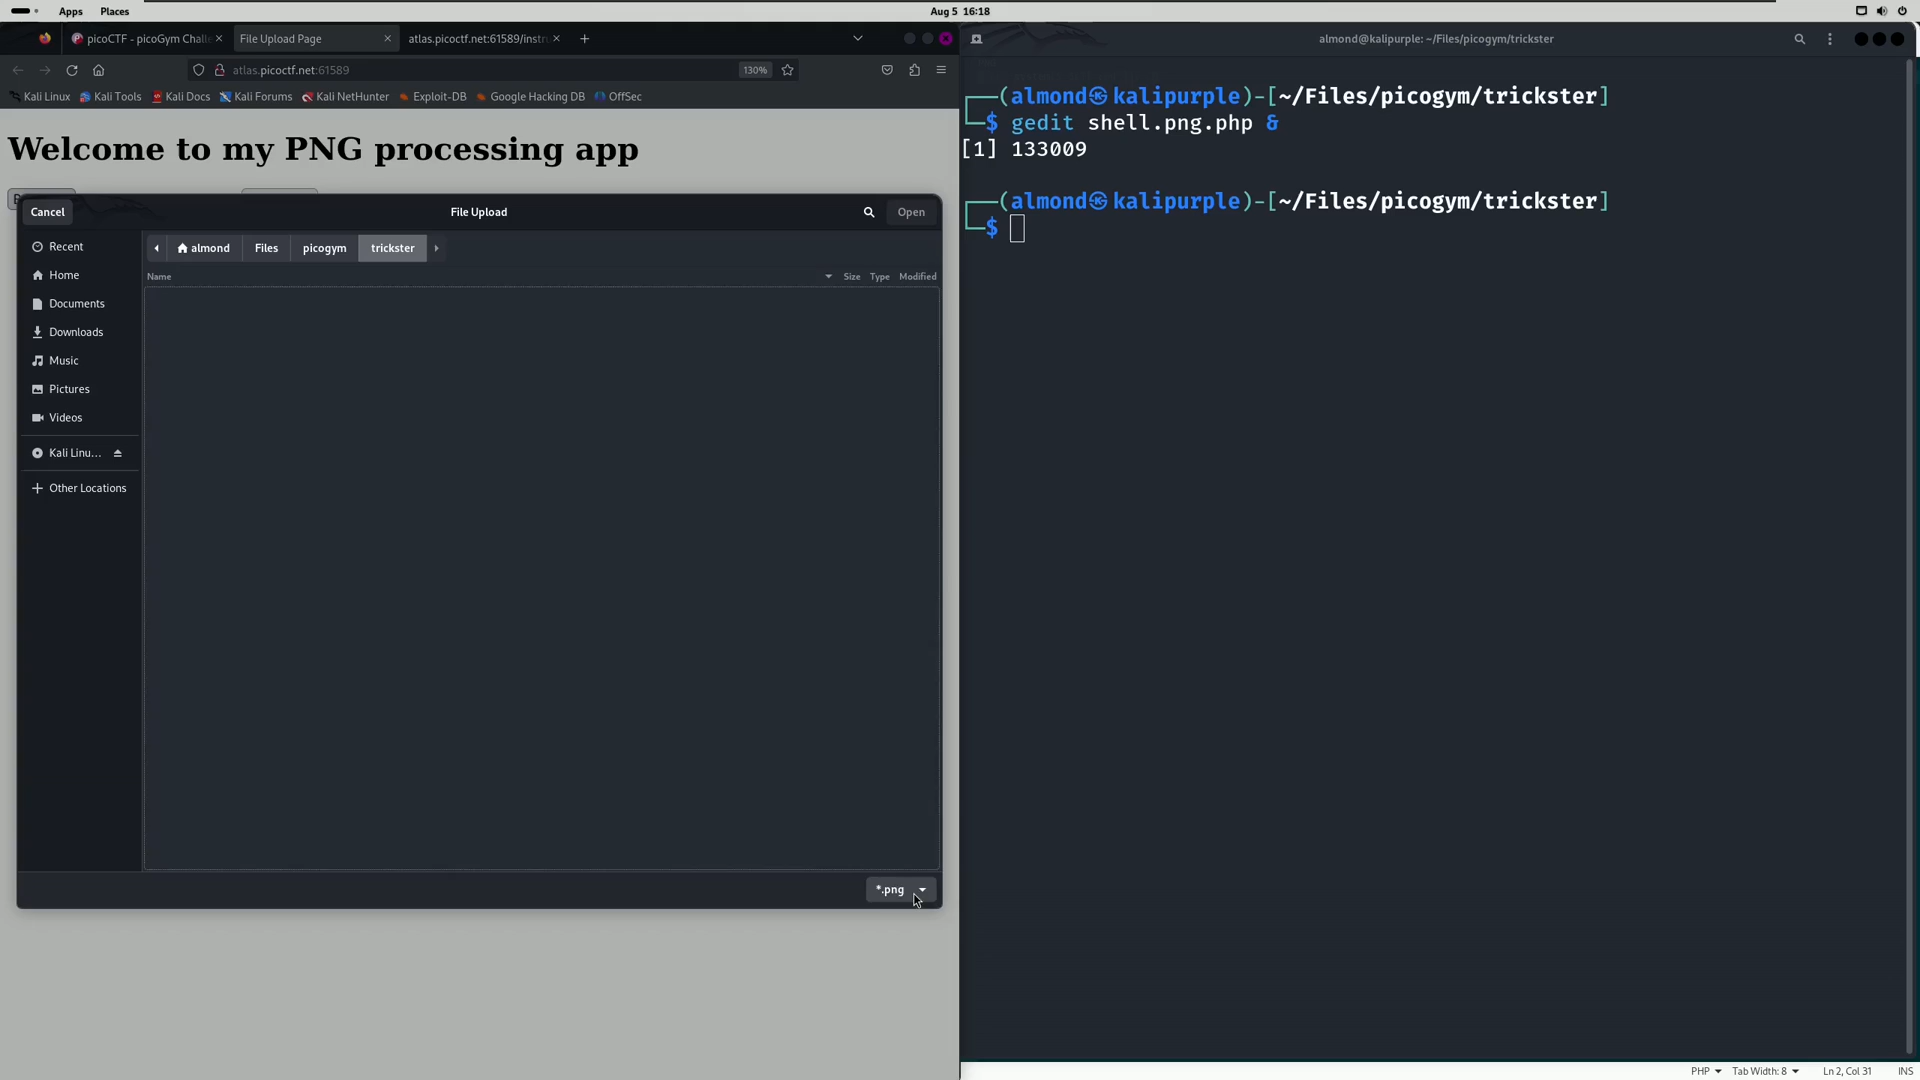 Apps Places Aug 5 16:18
picoCTF - picoGym Challe File Upload Page atlas.picoctf.net:61589/instr
almond@kalipurple: ~/Files/picogym/trickster
atlas.picoctf.net:61589 130%
Kali Linux Kali Tools Kali Docs Kali Forums Kali NetHunter Exploit-DB Google Hacking DB OffSec
Welcome to my PNG processing app
Cancel File Upload Open
almond Files picogym trickster
Name Size Type Modified
Recent
Home
Documents
Downloads
Music
Pictures
Videos
Kali Linu...
Other Locations
*.png
(almond㉿kalipurple)-[~/Files/picogym/trickster]
$ gedit shell.png.php &
[1] 133009
(almond㉿kalipurple)-[~/Files/picogym/trickster]
$
PHP Tab Width: 8 Ln 2, Col 31 INS